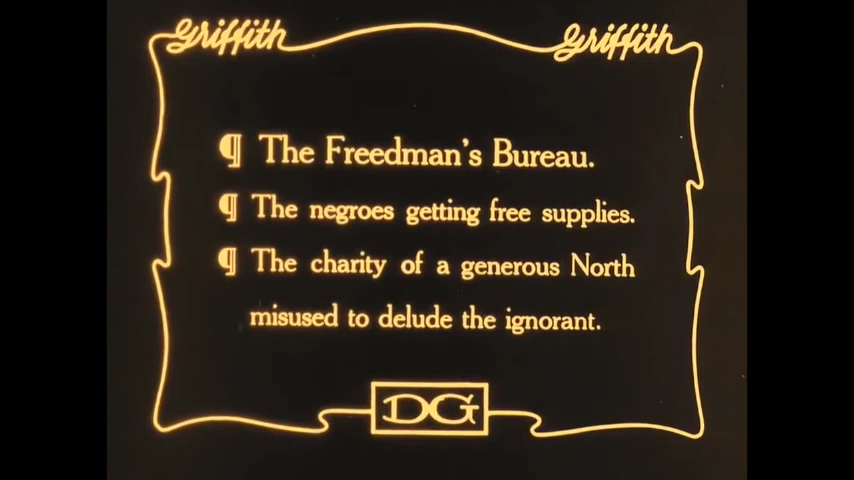 Griffith Griffith
¶ The Freedman's Bureau.
¶ The negroes getting free supplies.
¶ The charity of a generous North
misused to delude the ignorant.
DG